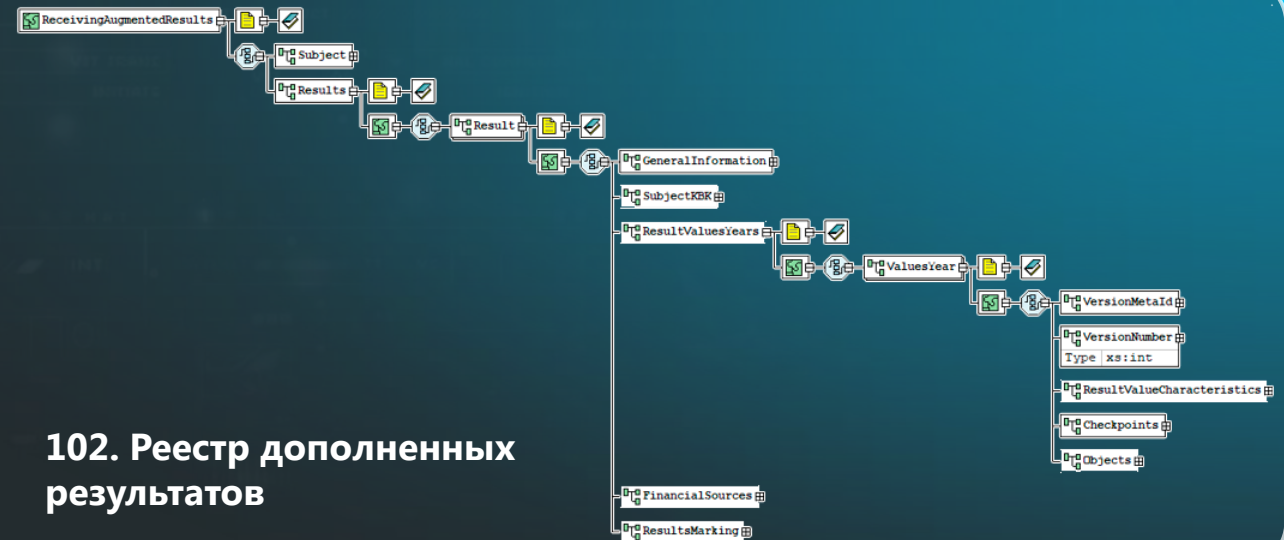 ReceivingAugmentedResults
Subject
Results
Result
GeneralInformation
SubjectKBK
ResultValuesYears
ValuesYear
VersionMetaId
VersionNumber
Type xs:int
ResultValueCharacteristics
Checkpoints
Objects
102. Реестр дополненных
результатов
FinancialSources
ResultsMarking